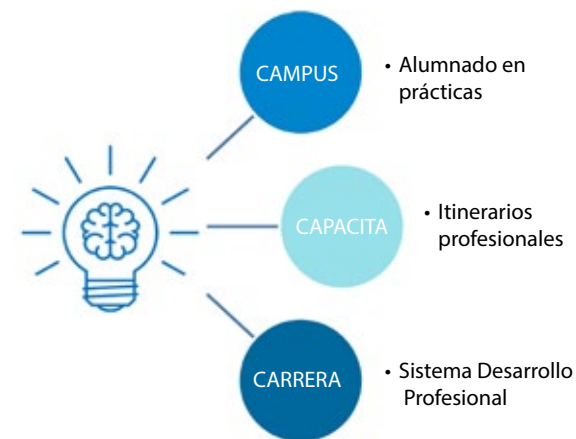 CAMPUS
• Alumnado en
prácticas
CAPACITA
• Itinerarios
profesionales
CARRERA
• Sistema Desarrollo
Profesional